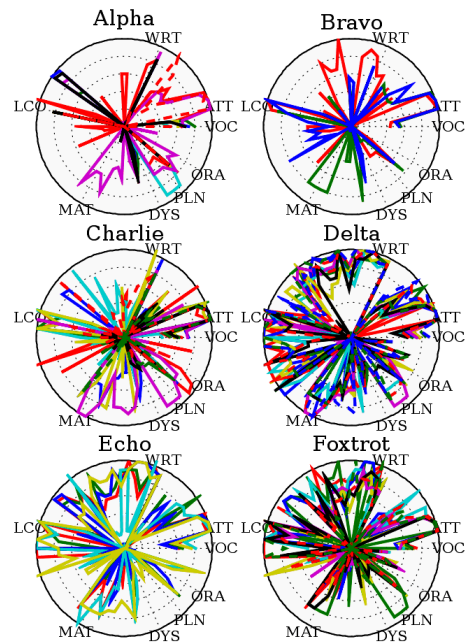 Alpha
WRT
LCO
ATT
VOC
ORA
PLN
DYS
MAT
Bravo
WRT
LCO
ATT
VOC
ORA
PLN
DYS
MAT
Charlie
WRT
LCO
ATT
VOC
ORA
PLN
DYS
MAT
Delta
WRT
LCO
ATT
VOC
ORA
PLN
DYS
MAT
Echo
WRT
LCO
ATT
VOC
ORA
PLN
DYS
MAT
Foxtrot
WRT
LCO
ATT
VOC
ORA
PLN
DYS
MAT